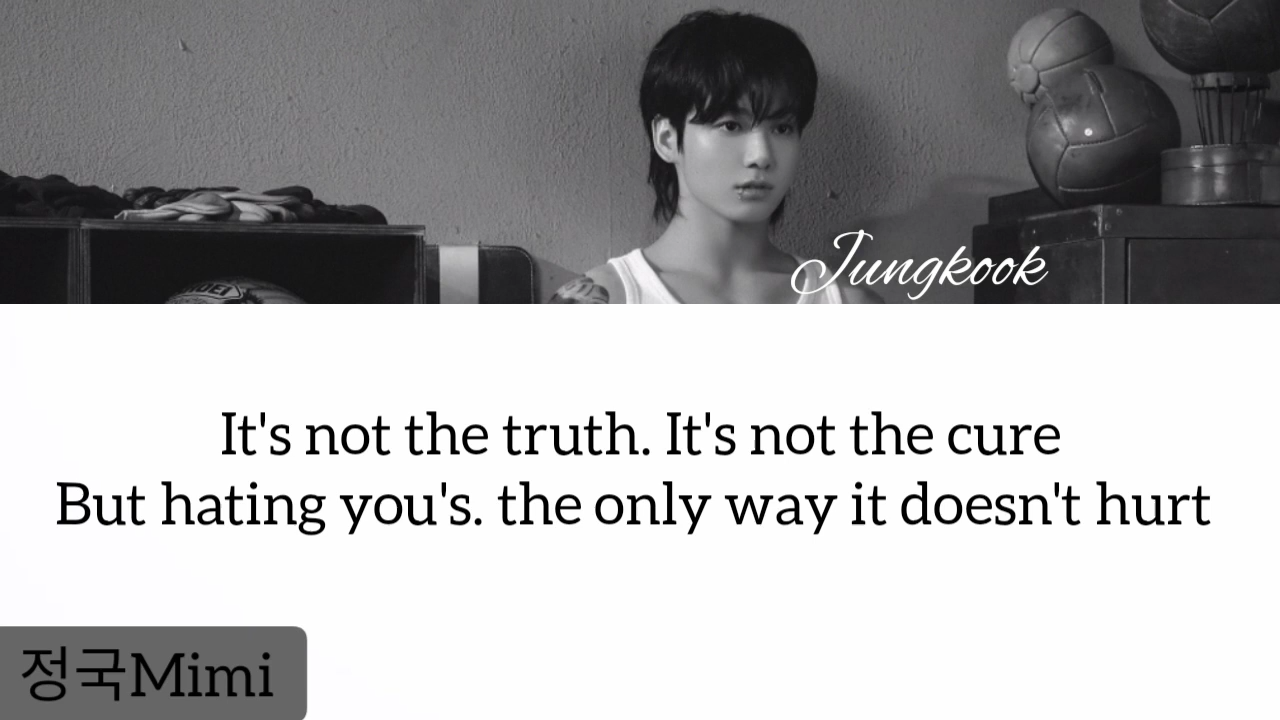 Jungkook
It's not the truth. It's not the cure
But hating you's. the only way it doesn't hurt
정국Mimi